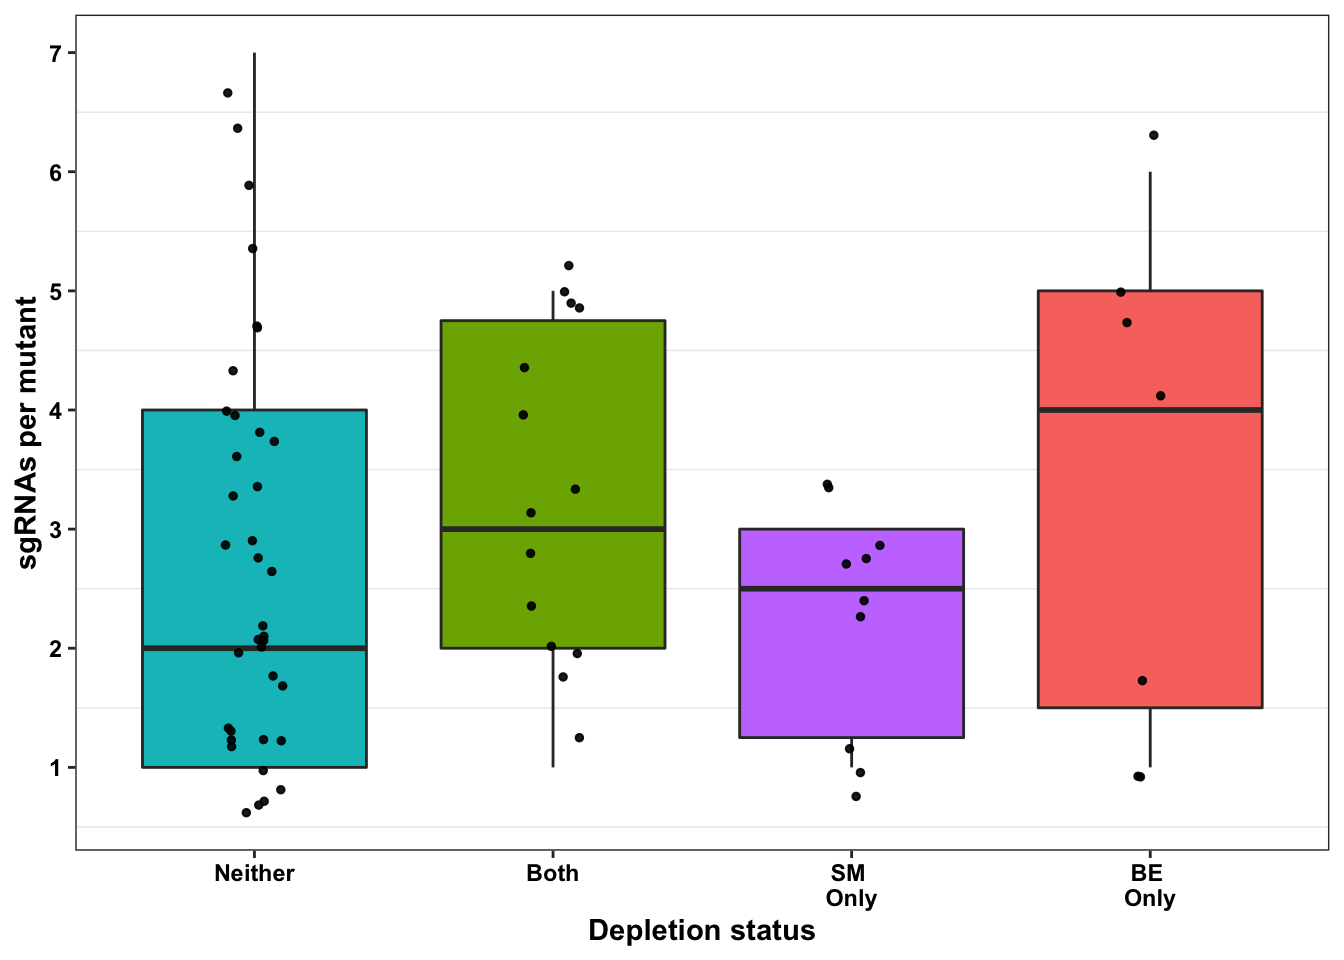 7
6
5
4
3
2
1
sgRNAs per mutant
Neither
Both
SM
Only
BE
Only
Depletion status